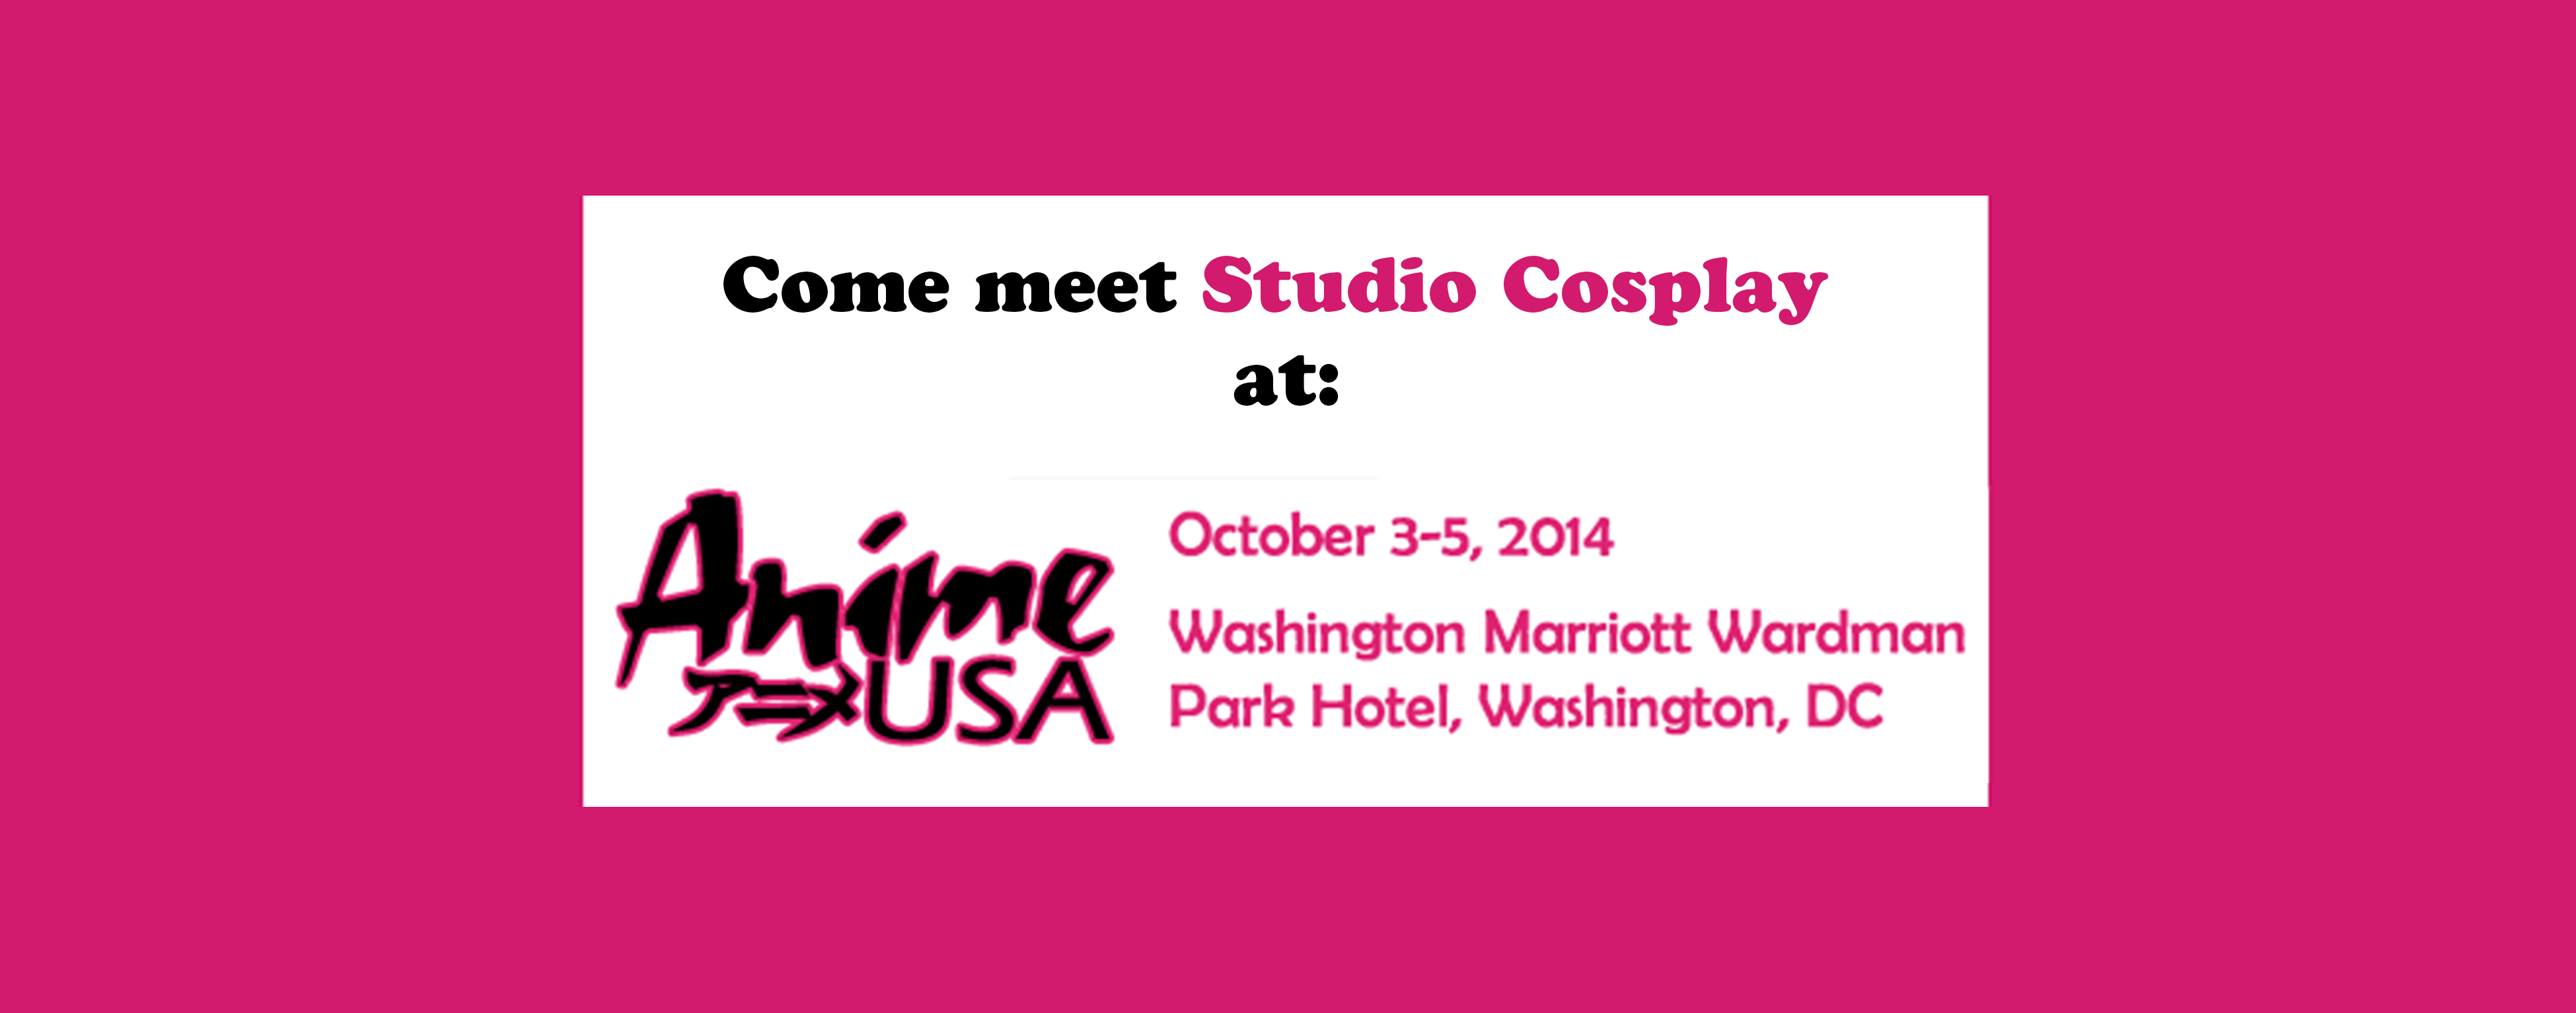 Come meet Studio Cosplay
at:
Anime
アニメUSA
October 3-5, 2014
Washington Marriott Wardman
Park Hotel, Washington, DC